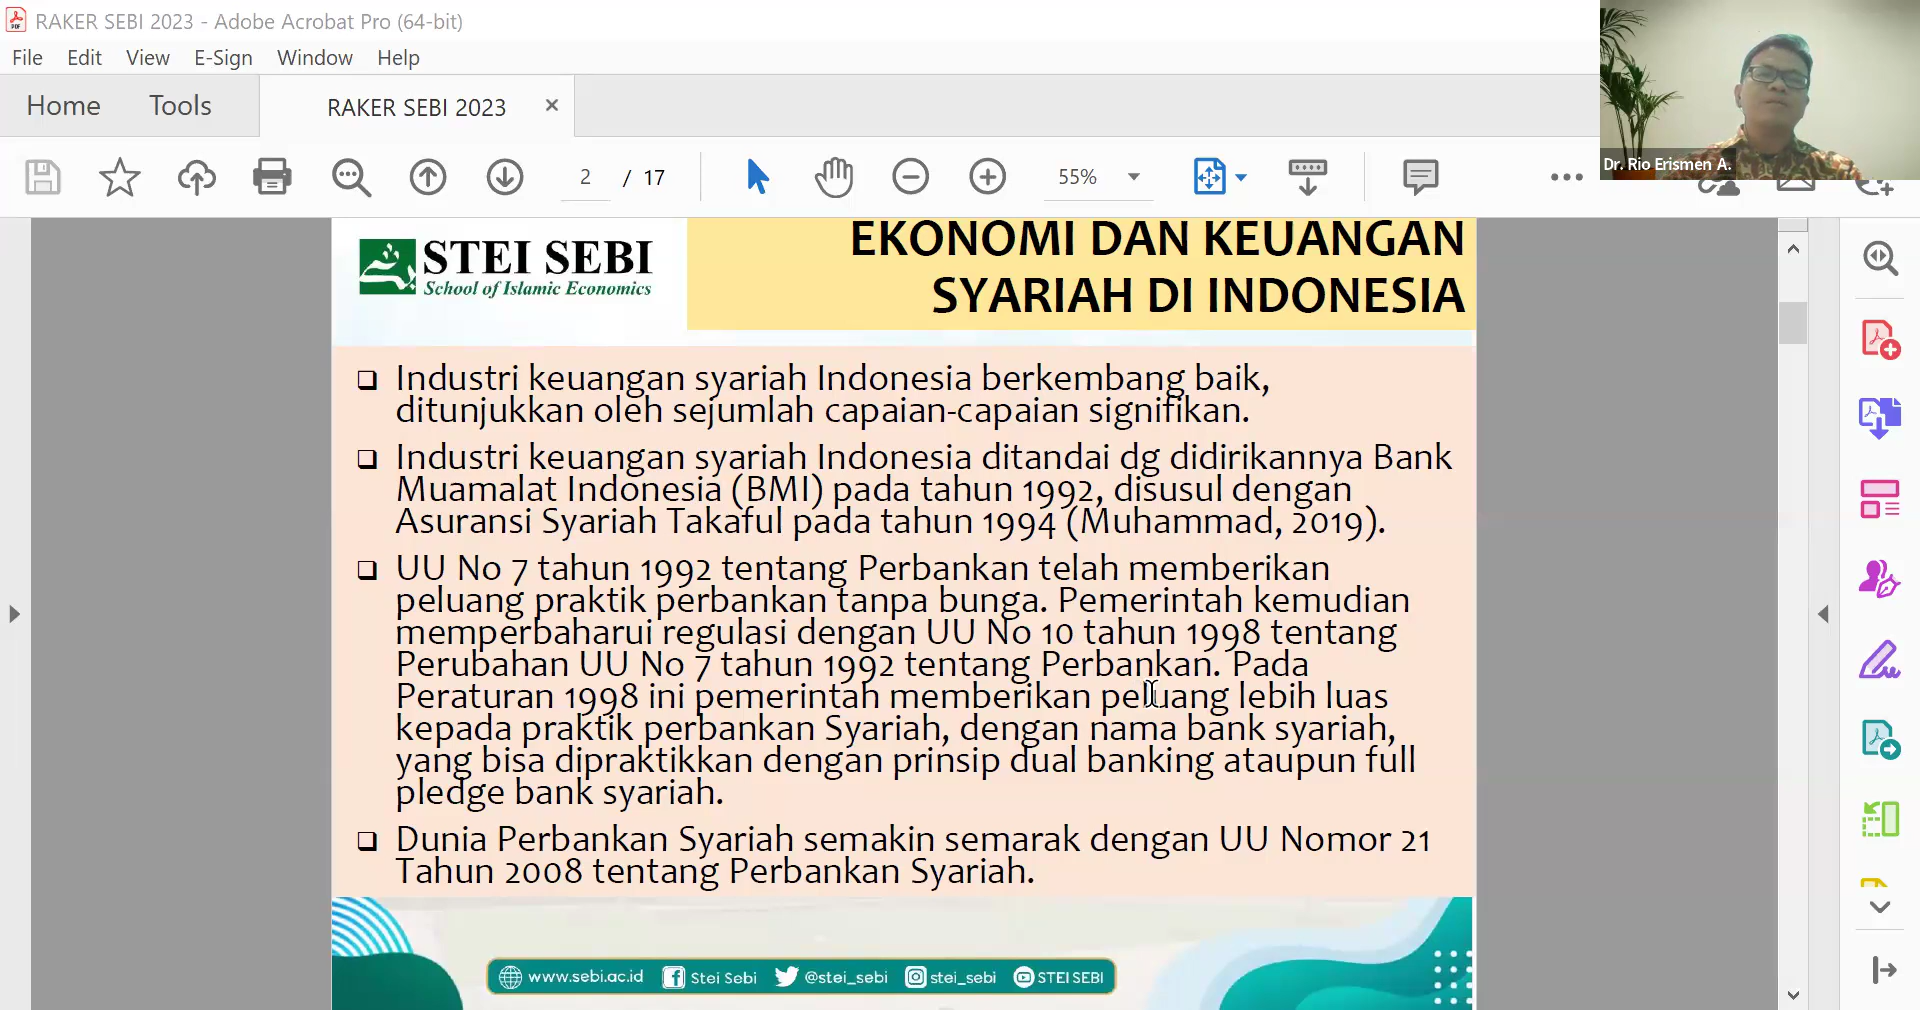 RAKER SEBI 2023 - Adobe Acrobat Pro (64-bit)
File Edit View E-Sign Window Help
Home Tools RAKER SEBI 2023
2 / 17 55%
Dr. Rio Erismen A.
STEI SEBI
School of Islamic Economics
EKONOMI DAN KEUANGAN
SYARIAH DI INDONESIA
Industri keuangan syariah Indonesia berkembang baik,
ditunjukkan oleh sejumlah capaian-capaian signifikan.
Industri keuangan syariah Indonesia ditandai dg didirikannya Bank
Muamalat Indonesia (BMI) pada tahun 1992, disusul dengan
Asuransi Syariah Takaful pada tahun 1994 (Muhammad, 2019).
UU No 7 tahun 1992 tentang Perbankan telah memberikan
peluang praktik perbankan tanpa bunga. Pemerintah kemudian
memperbaharui regulasi dengan UU No 10 tahun 1998 tentang
Perubahan UU No 7 tahun 1992 tentang Perbankan. Pada
Peraturan 1998 ini pemerintah memberikan peluang lebih luas
kepada praktik perbankan Syariah, dengan nama bank syariah,
yang bisa dipraktikkan dengan prinsip dual banking ataupun full
pledge bank syariah.
Dunia Perbankan Syariah semakin semarak dengan UU Nomor 21
Tahun 2008 tentang Perbankan Syariah.
www.sebi.ac.id Stei Sebi @stei_sebi stei_sebi STEI SEBI